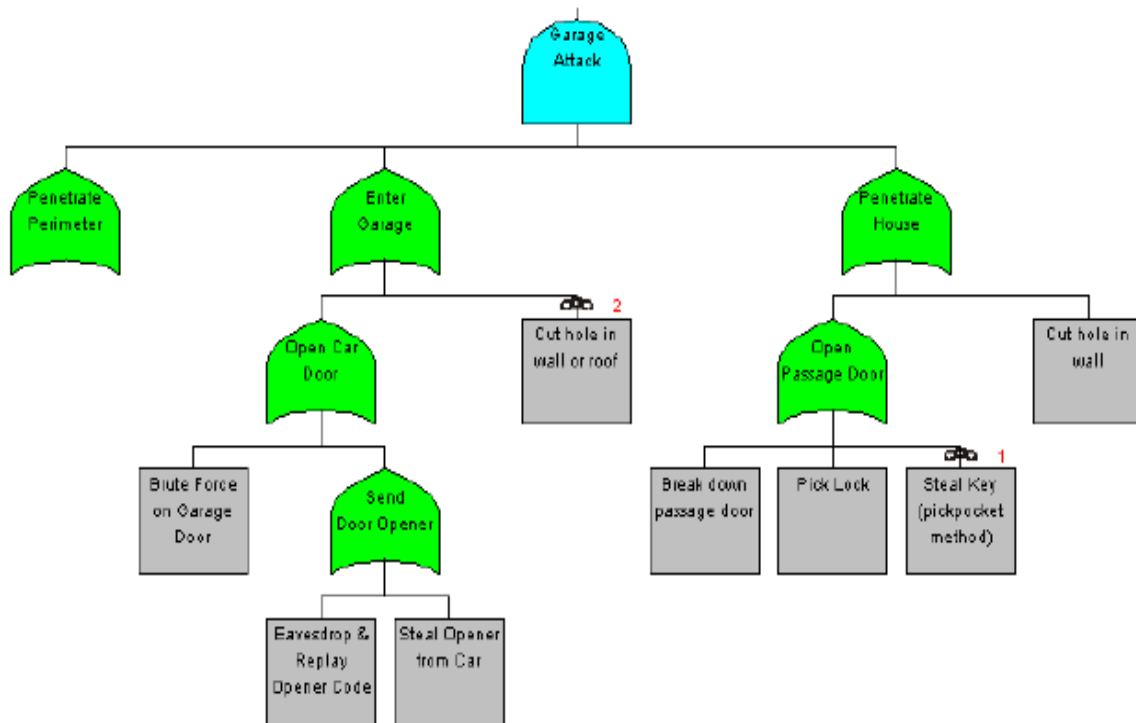 Garage
Attack
Penetrate
Perimeter
Enter
Garage
Penetrate
House
2
Open Car
Door
Cut hole in
wall or roof
Open
Passage Door
Cut hole in
wall
1
Brute Force
on Garage
Door
Send
Door Opener
Break down
passage door
Pick Lock
Steal Key
(pickpocket
method)
Eavesdrop &
Replay
Opener Code
Steal Opener
from Car